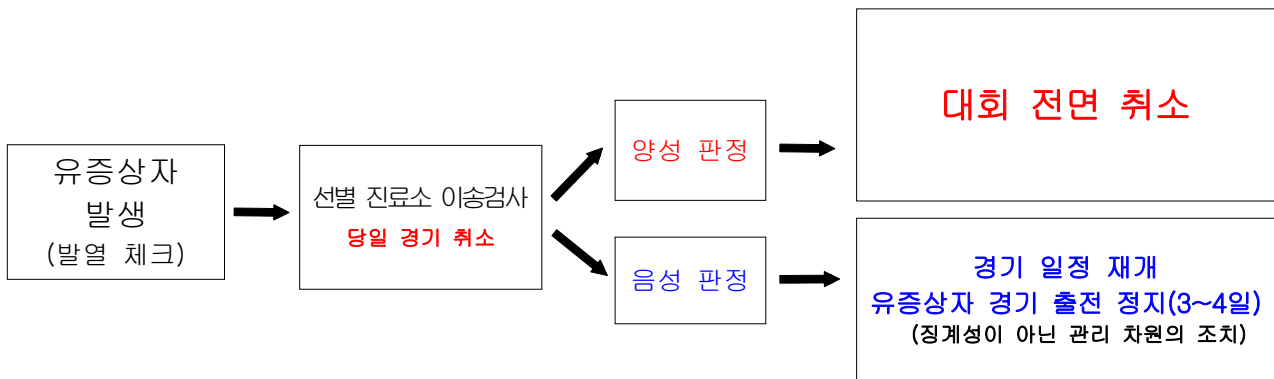 유증상자
발생
(발열 체크)
선별 진료소 이송검사
당일 경기 취소
양성 판정
음성 판정
대회 전면 취소
경기 일정 재개
유증상자 경기 출전 정지(3~4일)
(징계성이 아닌 관리 차원의 조치)